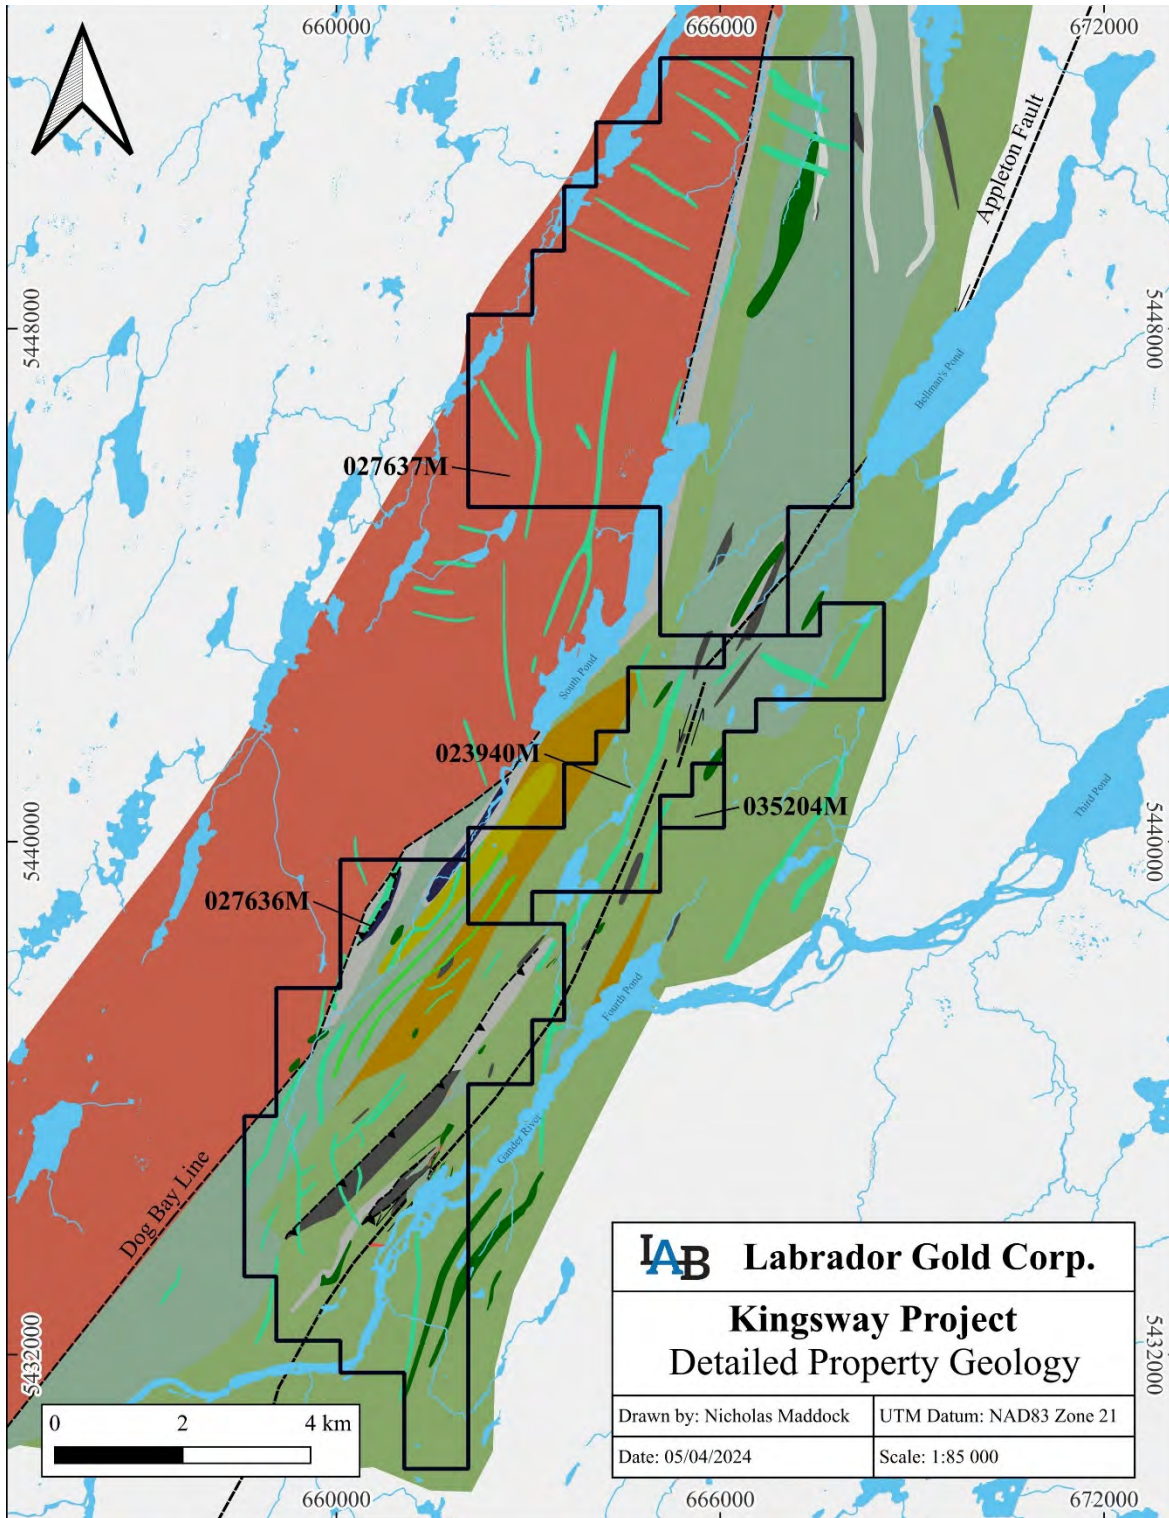 660000
666000
672000
Appleton Fault
5448000
5448000
Bellman's Pond
027637M
South Pond
023940M
035204M
Third Pond
5440000
5440000
027636M
Fourth Pond
Gander River
Dog Bay Line
LAB Labrador Gold Corp.
Kingsway Project
Detailed Property Geology
5432000
5432000
Drawn by: Nicholas Maddock
UTM Datum: NAD83 Zone 21
Date: 05/04/2024
Scale: 1:85 000
0 2 4 km
660000
666000
672000